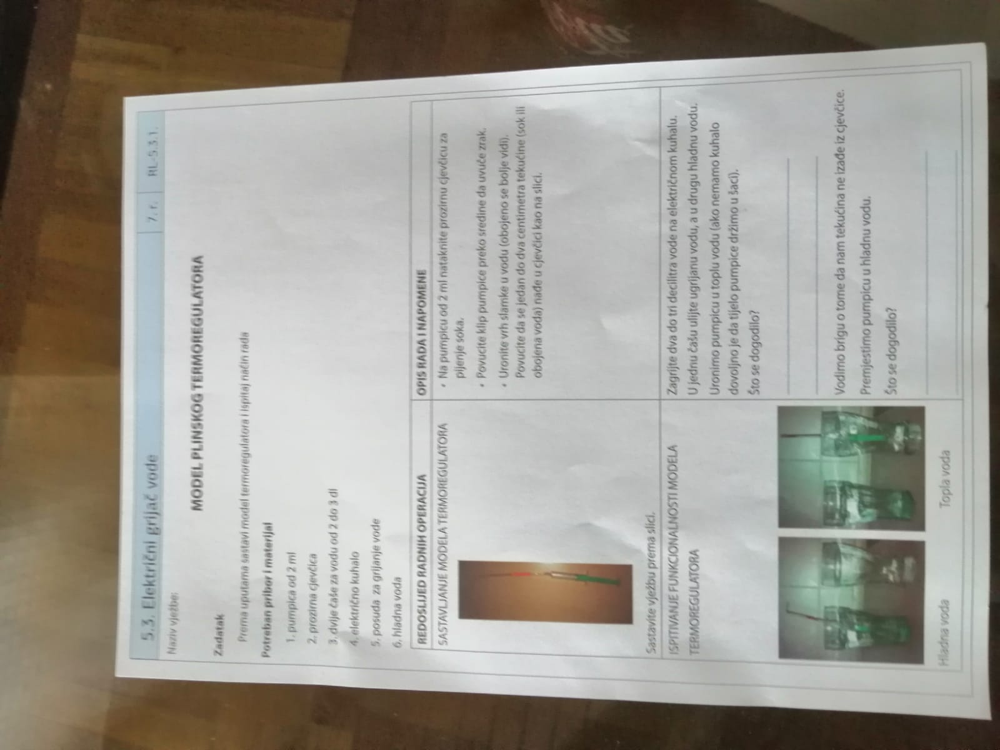 5.3. Električni grijač vode 7. r. RL-5.3.1.
Naziv vježbe:
MODEL PLINSKOG TERMOREGULATORA
Zadatak
Prema uputama sastavi model termoregulatora i ispitaj način rada
Potreban pribor i materijal
1. pumpica od 2 ml
2. prozirna cjevčica
3. dvije čaše za vodu od 2 do 3 dl
4. električno kuhalo
5. posuda za grijanje vode
6. hladna voda
REDOSLIJED RADNIH OPERACIJA
OPIS RADA I NAPOMENE
SASTAVLJANJE MODELA TERMOREGULATORA
Sastavite vježbu prema slici.
• Na pumpicu od 2 ml nataknite prozirnu cjevčicu za
pijenje soka.
• Povucite klip pumpice preko sredine da uvuče zrak.
• Uronite vrh slamke u vodu (obojeno se bolje vidi).
Povucite da se jedan do dva centimetra tekućine (sok ili
obojena voda) nađe u cjevčici kao na slici.
ISPITIVANJE FUNKCIONALNOSTI MODELA
TERMOREGULATORA
Hladna voda Topla voda
Zagrijte dva do tri decilitra vode na električnom kuhalu.
U jednu čašu ulijte ugrijanu vodu, a u drugu hladnu vodu.
Uronimo pumpicu u toplu vodu (ako nemamo kuhalo
dovoljno je da tijelo pumpice držimo u šaci).
Što se dogodilo?
Vodimo brigu o tome da nam tekućina ne izađe iz cjevčice.
Premjestimo pumpicu u hladnu vodu.
Što se dogodilo?